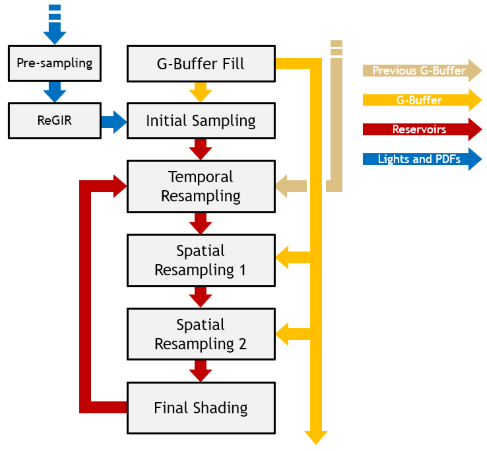 Pre-sampling
G-Buffer Fill
ReGIR
Initial Sampling
Temporal
Resampling
Spatial
Resampling 1
Spatial
Resampling 2
Final Shading
Previous G-Buffer
G-Buffer
Reservoirs
Lights and PDFs